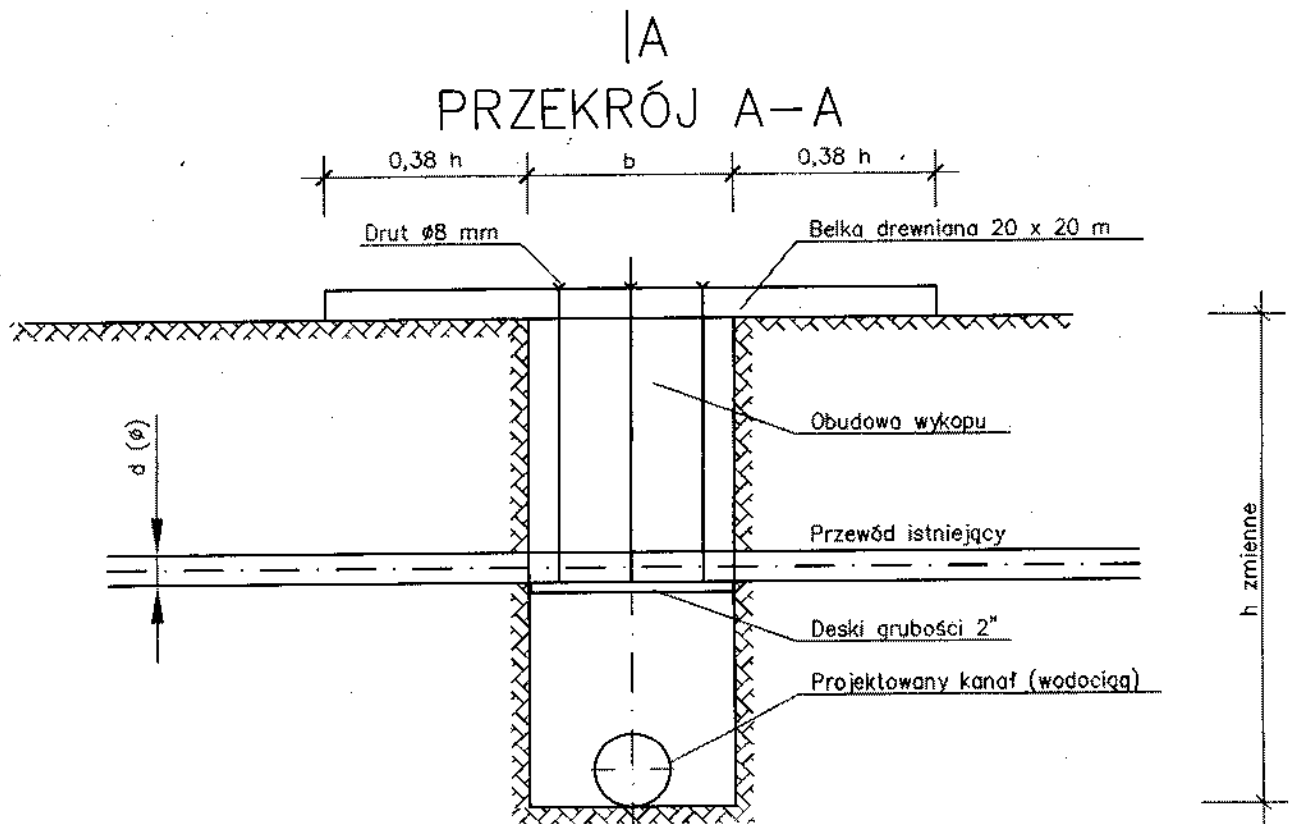 A
PRZEKRÓJ A-A
0,38 h
b
0,38 h
Drut ø8 mm
Belka drewniana 20 x 20 m
Obudowa wykopu
d (ø)
Przewód istniejący
h zmienne
Deski grubości 2"
Projektowany kanał (wodociąg)